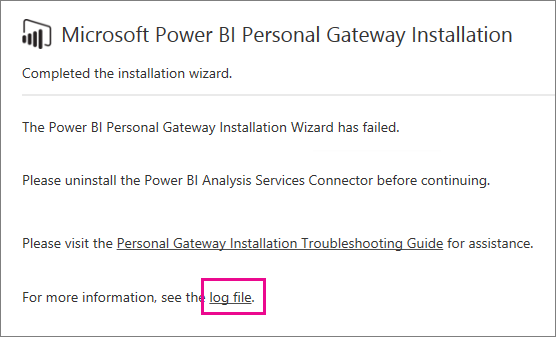 Microsoft Power BI Personal Gateway Installation
Completed the installation wizard.
The Power BI Personal Gateway Installation Wizard has failed.
Please uninstall the Power BI Analysis Services Connector before continuing.
Please visit the Personal Gateway Installation Troubleshooting Guide for assistance.
For more information, see the log file.